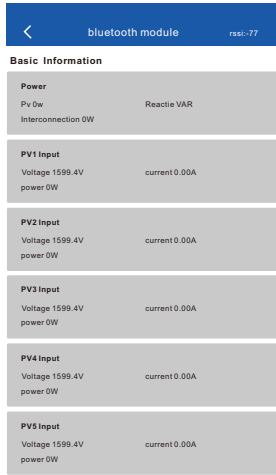 bluetooth module rssi:-77
Basic Information
Power
Pv 0w Reactie VAR
Interconnection 0W
PV1 Input
Voltage 1599.4V current 0.00A
power 0W
PV2 Input
Voltage 1599.4V current 0.00A
power 0W
PV3 Input
Voltage 1599.4V current 0.00A
power 0W
PV4 Input
Voltage 1599.4V current 0.00A
power 0W
PV5 Input
Voltage 1599.4V current 0.00A
power 0W